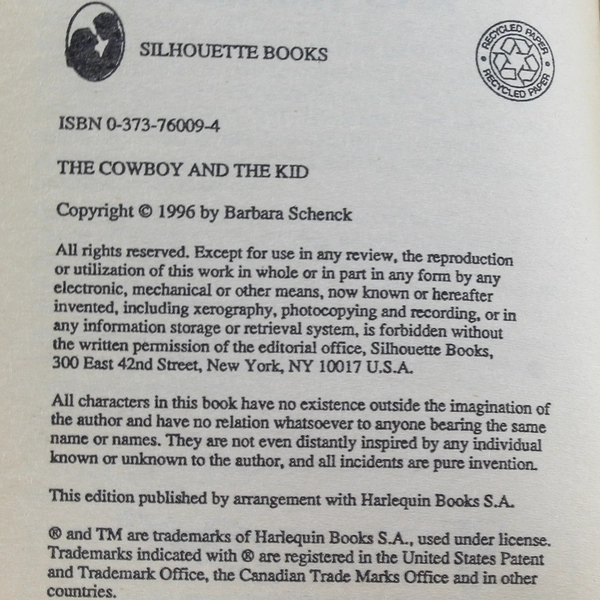 SILHOUETTE BOOKS
RECYCLED PAPER
RECYCLED PAPER
ISBN 0-373-76009-4
THE COWBOY AND THE KID
Copyright © 1996 by Barbara Schenck
All rights reserved. Except for use in any review, the reproduction
or utilization of this work in whole or in part in any form by any
electronic, mechanical or other means, now known or hereafter
invented, including xerography, photocopying and recording, or in
any information storage or retrieval system, is forbidden without
the written permission of the editorial office, Silhouette Books,
300 East 42nd Street, New York, NY 10017 U.S.A.
All characters in this book have no existence outside the imagination of
the author and have no relation whatsoever to anyone bearing the same
name or names. They are not even distantly inspired by any individual
known or unknown to the author, and all incidents are pure invention.
This edition published by arrangement with Harlequin Books S.A.
® and TM are trademarks of Harlequin Books S.A., used under license.
Trademarks indicated with ® are registered in the United States Patent
and Trademark Office, the Canadian Trade Marks Office and in other
countries.